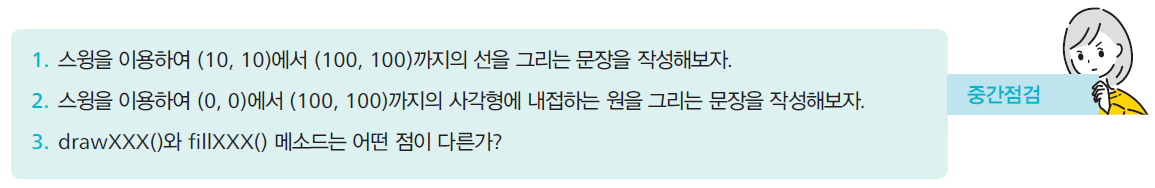 1. 스윙을 이용하여 (10, 10)에서 (100, 100)까지의 선을 그리는 문장을 작성해보자.
2. 스윙을 이용하여 (0, 0)에서 (100, 100)까지의 사각형에 내접하는 원을 그리는 문장을 작성해보자.
3. drawXXX()와 fillXXX() 메소드는 어떤 점이 다른가?
중간점검